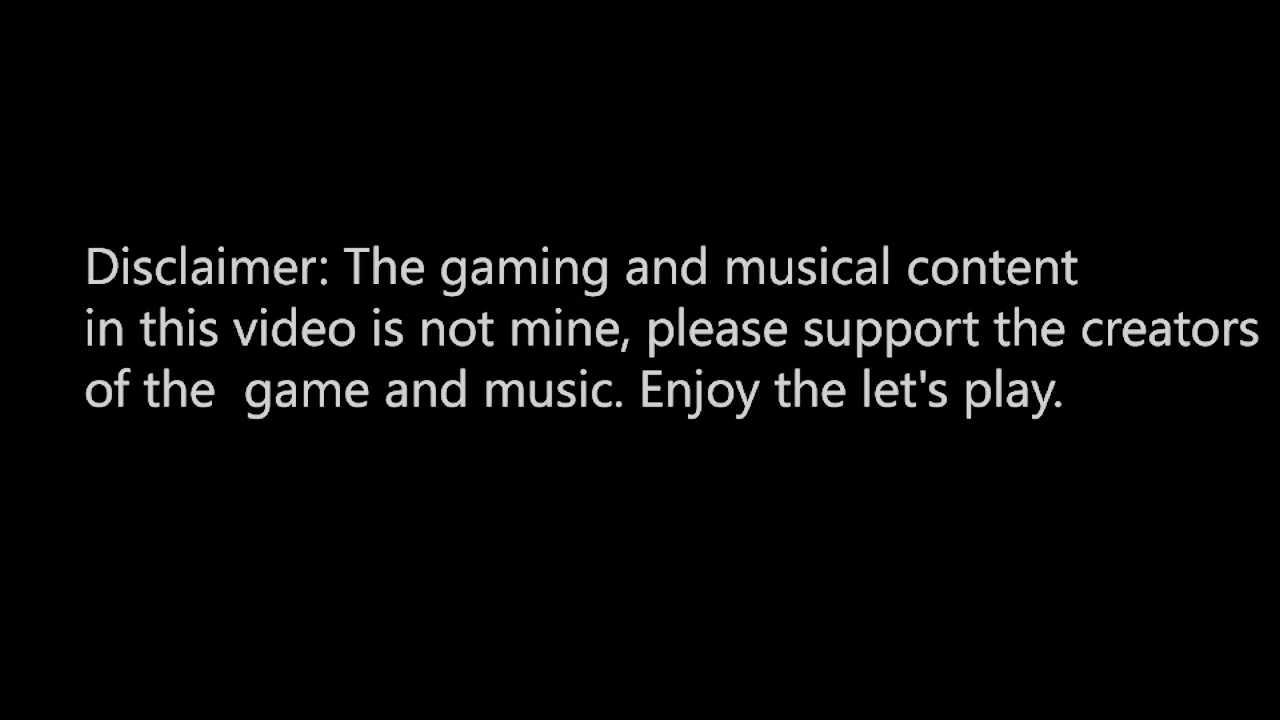 Disclaimer: The gaming and musical content
in this video is not mine, please support the creators
of the  game and music. Enjoy the let's play.